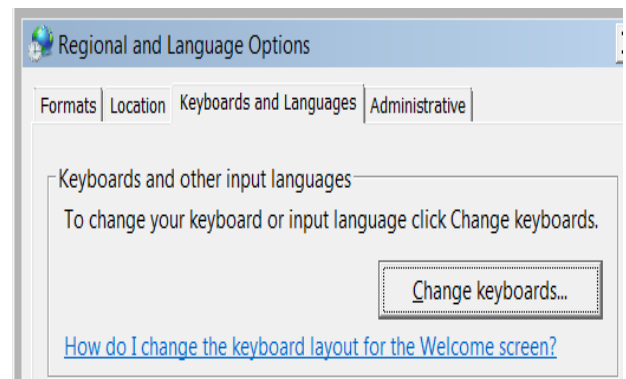 Regional and Language Options
Formats Location Keyboards and Languages Administrative
Keyboards and other input languages
To change your keyboard or input language click Change keyboards.
Change keyboards...
How do I change the keyboard layout for the Welcome screen?